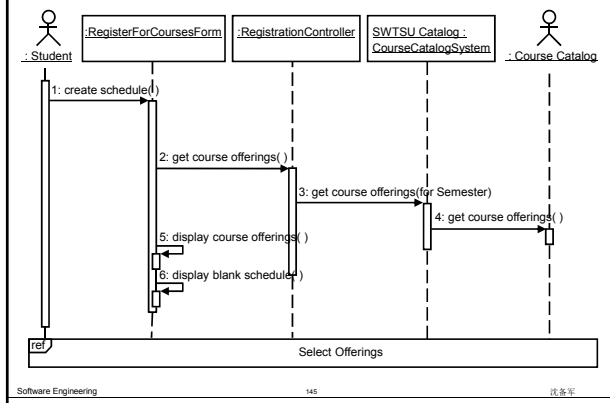 :RegisterForCoursesForm
:RegistrationController
SWTSU Catalog :
CourseCatalogSystem
: Student
: Course Catalog
1: create schedule( )
2: get course offerings( )
3: get course offerings(for Semester)
4: get course offerings( )
5: display course offerings( )
6: display blank schedule( )
ref
Select Offerings
Software Engineering
145
沈备军